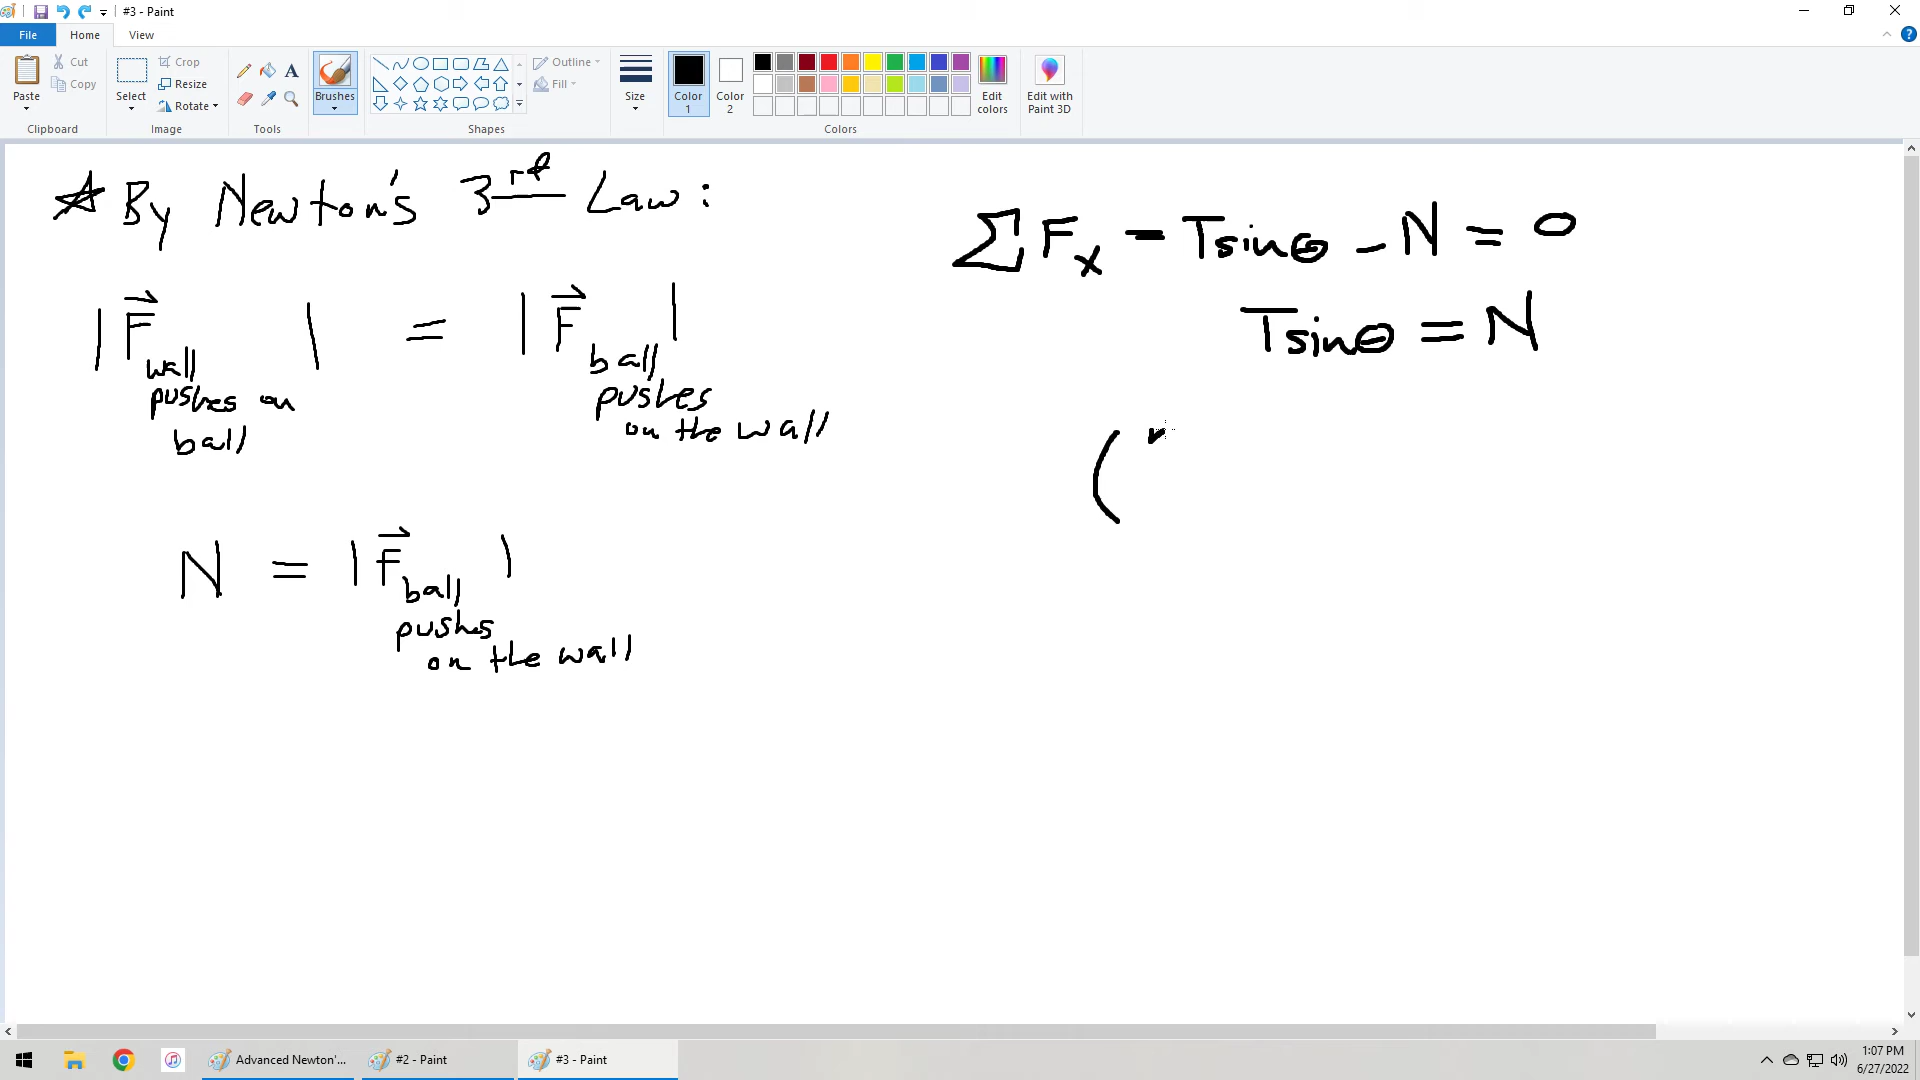 #3 - Paint
File Home View
Paste Cut Copy Clipboard
Select Crop Resize Rotate Image
Tools
Brushes
Outline Fill Shapes
Size
Color 1 Color 2 Edit colors Colors
Edit with Paint 3D
By Newton's 3rd Law:
|F⃗ wall pushes on ball| = |F⃗ ball pushes on the wall|
N = |F⃗ ball pushes on the wall|
∑Fx = Tsinθ - N = 0
Tsinθ = N
(
Advanced Newton'... #2 - Paint #3 - Paint
1:07 PM
6/27/2022